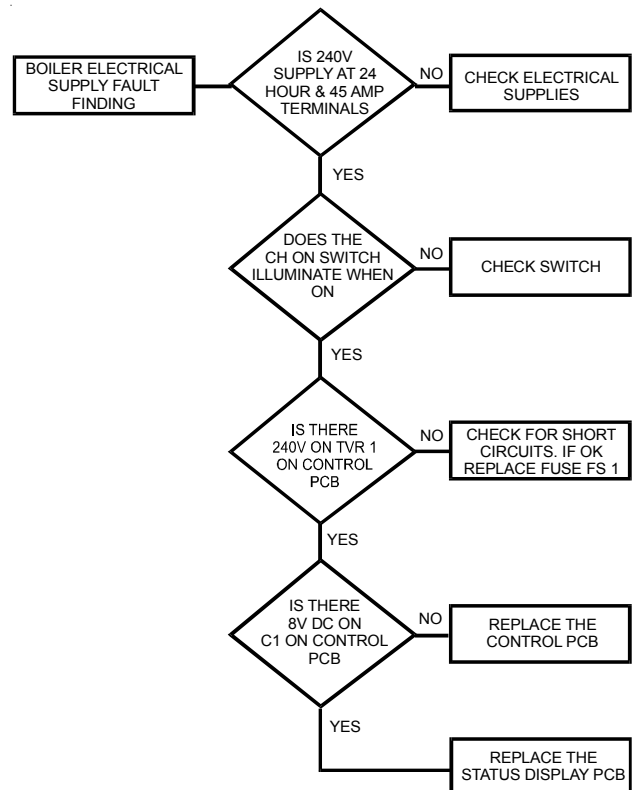 BOILER ELECTRICAL
SUPPLY FAULT
FINDING
IS 240V
SUPPLY AT 24
HOUR & 45 AMP
TERMINALS
NO
CHECK ELECTRICAL
SUPPLIES
YES
DOES THE
CH ON SWITCH
ILLUMINATE WHEN
ON
NO
CHECK SWITCH
YES
IS THERE
240V ON TVR 1
ON CONTROL
PCB
NO
CHECK FOR SHORT
CIRCUITS. IF OK
REPLACE FUSE FS 1
YES
IS THERE
8V DC ON
C1 ON CONTROL
PCB
NO
REPLACE THE
CONTROL PCB
YES
REPLACE THE
STATUS DISPLAY PCB